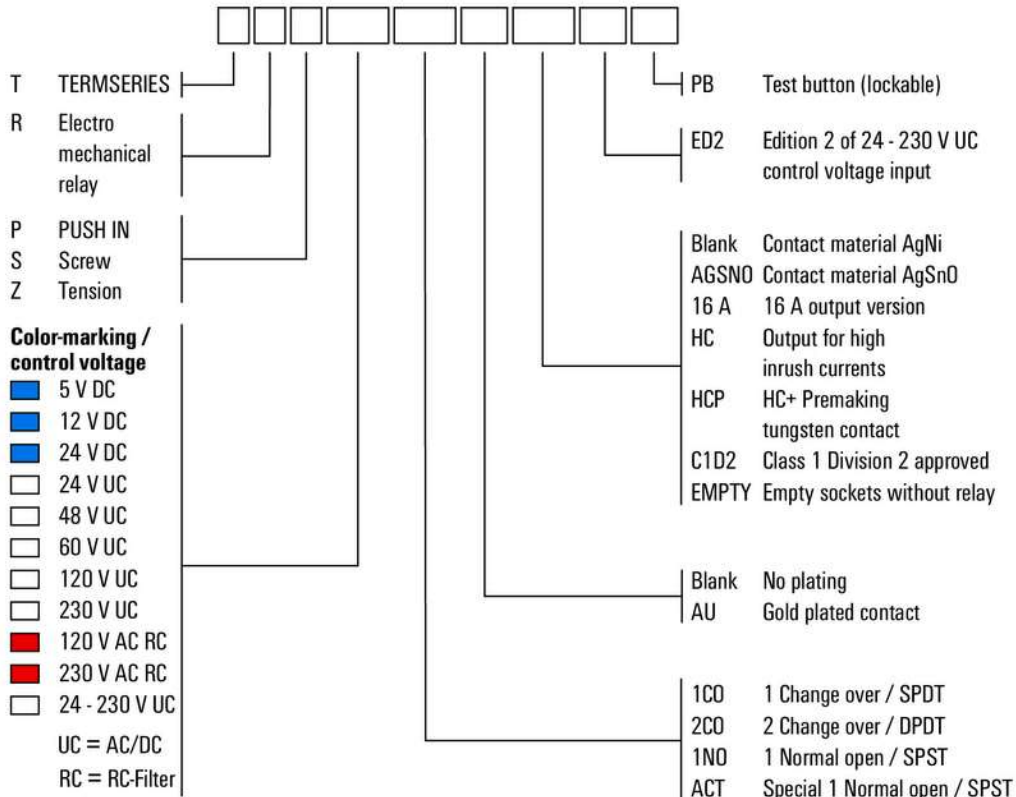 T TERMSERIES
R Electro
mechanical
relay
P PUSH IN
S Screw
Z Tension
Color-marking /
control voltage
5 V DC
12 V DC
24 V DC
24 V UC
48 V UC
60 V UC
120 V UC
230 V UC
120 V AC RC
230 V AC RC
24 - 230 V UC
UC = AC/DC
RC = RC-Filter
PB Test button (lockable)
ED2 Edition 2 of 24 - 230 V UC
control voltage input
Blank Contact material AgNi
AGSNO Contact material AgSnO
16 A 16 A output version
HC Output for high
inrush currents
HCP HC+ Premaking
tungsten contact
C1D2 Class 1 Division 2 approved
EMPTY Empty sockets without relay
Blank No plating
AU Gold plated contact
1CO 1 Change over / SPDT
2CO 2 Change over / DPDT
1NO 1 Normal open / SPST
ACT Special 1 Normal open / SPST